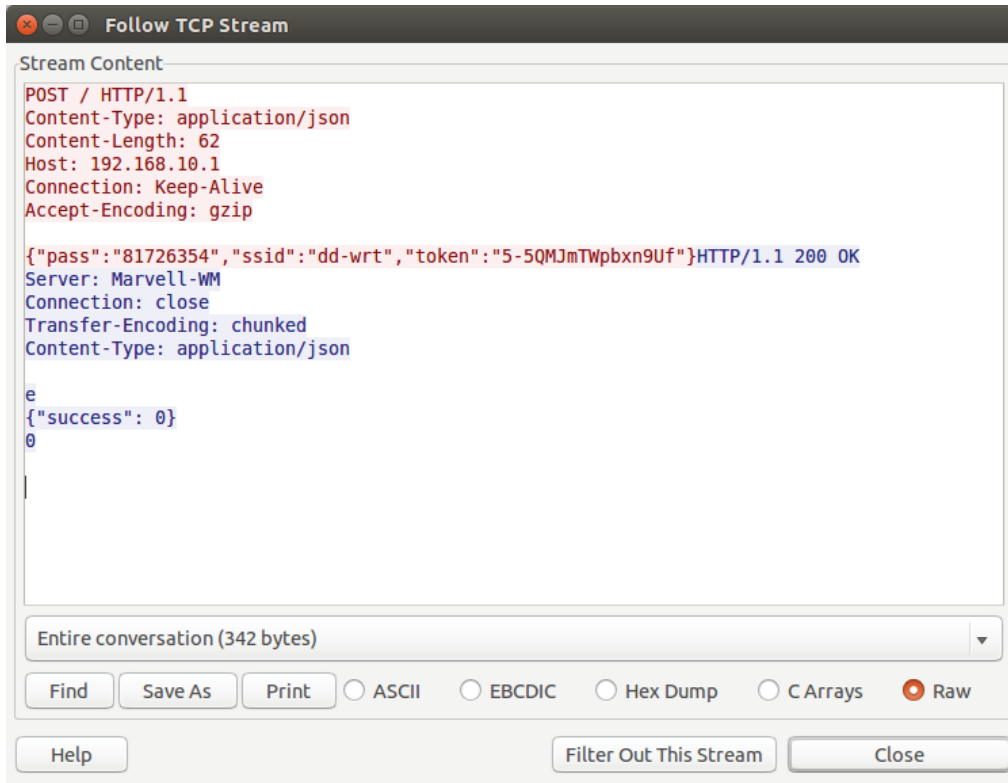 Follow TCP Stream
Stream Content
POST / HTTP/1.1
Content-Type: application/json
Content-Length: 62
Host: 192.168.10.1
Connection: Keep-Alive
Accept-Encoding: gzip
{"pass":"81726354","ssid":"dd-wrt","token":"5-5QMJmTWpbxn9Uf"}HTTP/1.1 200 OK
Server: Marvell-WM
Connection: close
Transfer-Encoding: chunked
Content-Type: application/json
e
{"success": 0}
0
Entire conversation (342 bytes)
Find Save As Print ASCII EBCDIC Hex Dump C Arrays Raw
Help Filter Out This Stream Close